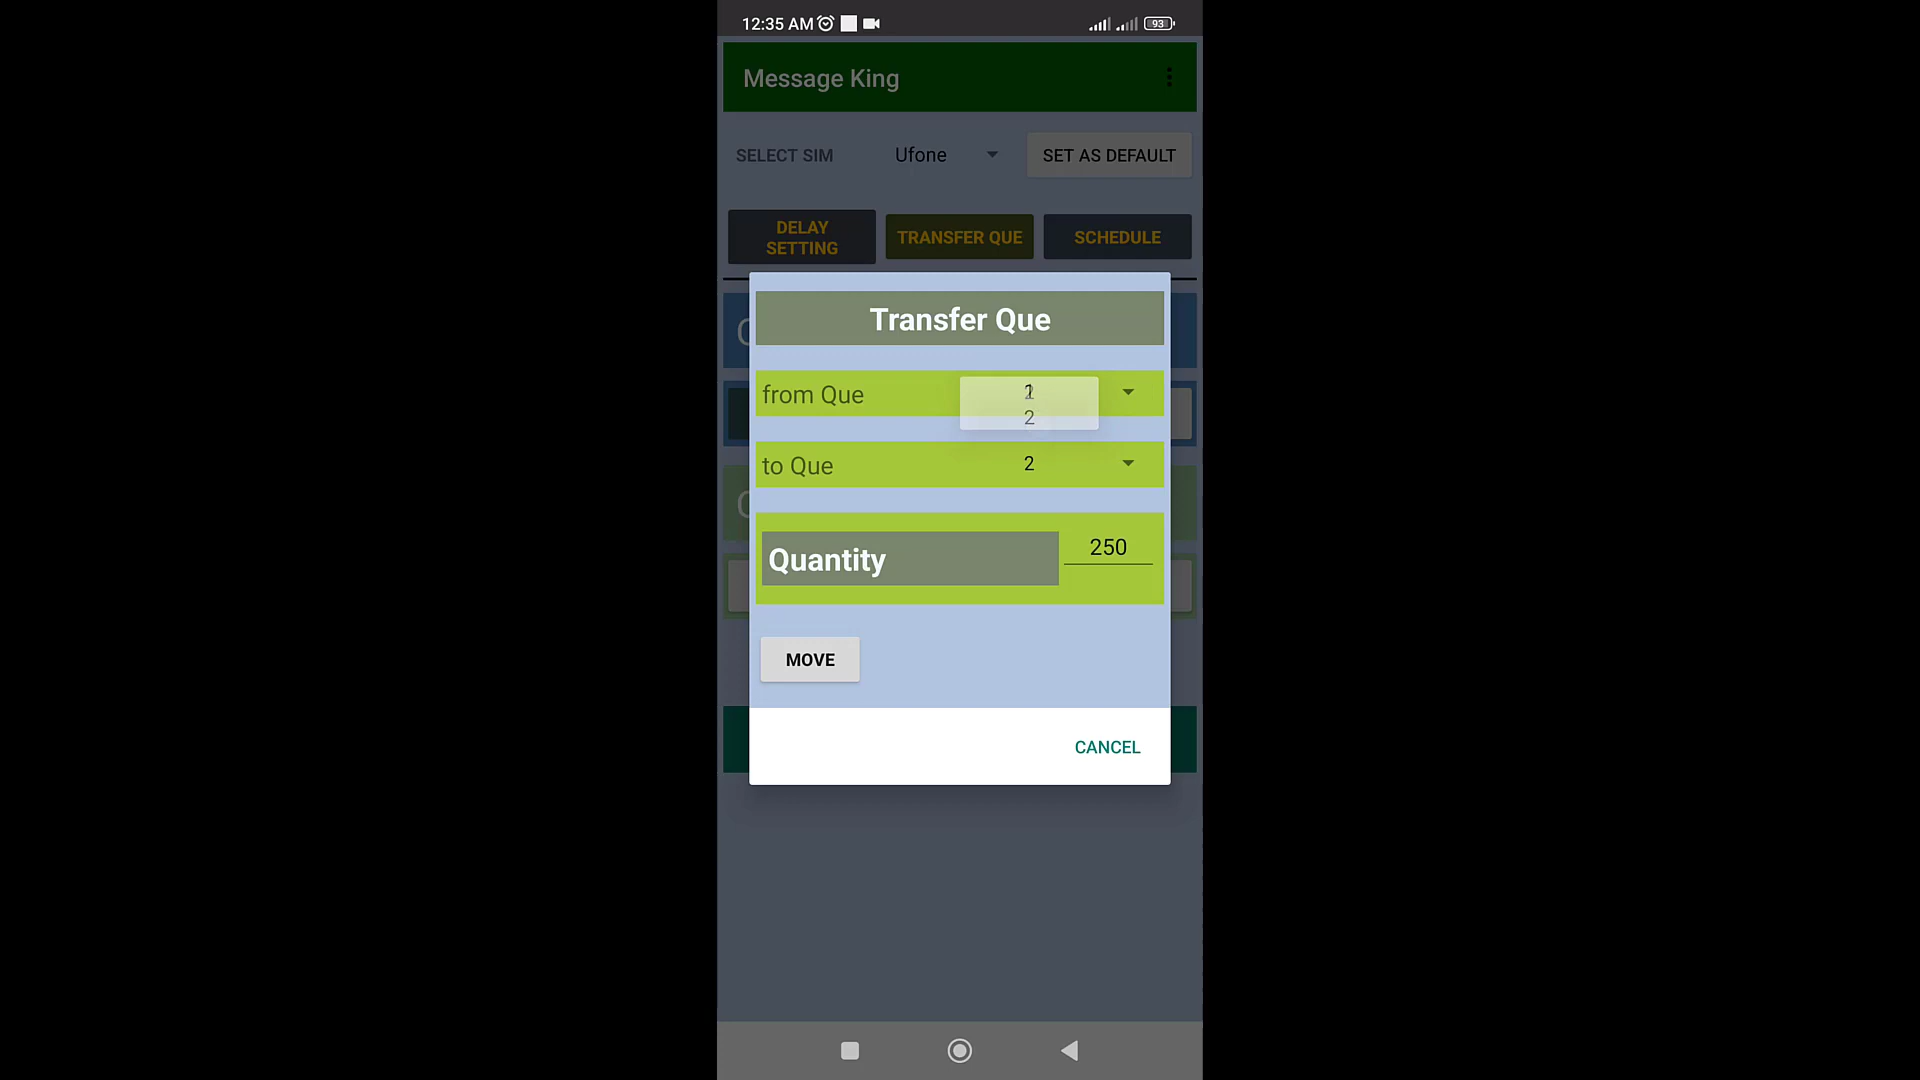 12:35 AM
93
Message King
SELECT SIM
Ufone
SET AS DEFAULT
DELAY
SETTING
TRANSFER QUE
SCHEDULE
Transfer Que
from Que
1
2
to Que
2
Quantity
250
MOVE
CANCEL